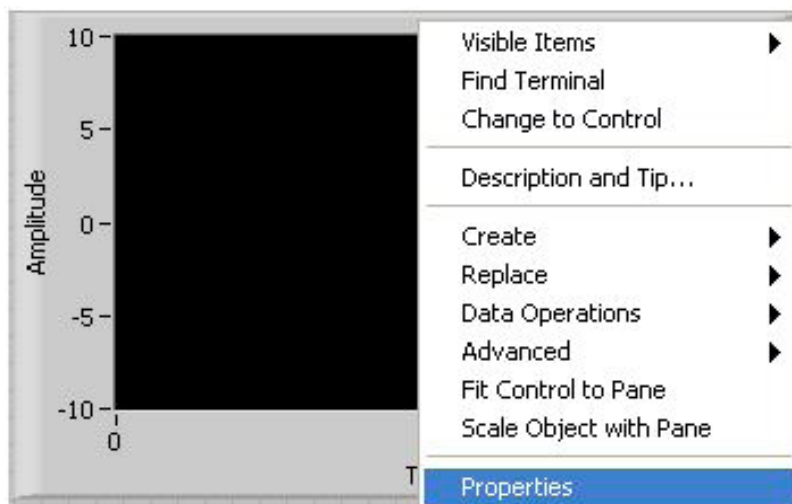 10
5
0
-5
-10
0
Amplitude
T
Visible Items
Find Terminal
Change to Control
Description and Tip...
Create
Replace
Data Operations
Advanced
Fit Control to Pane
Scale Object with Pane
Properties